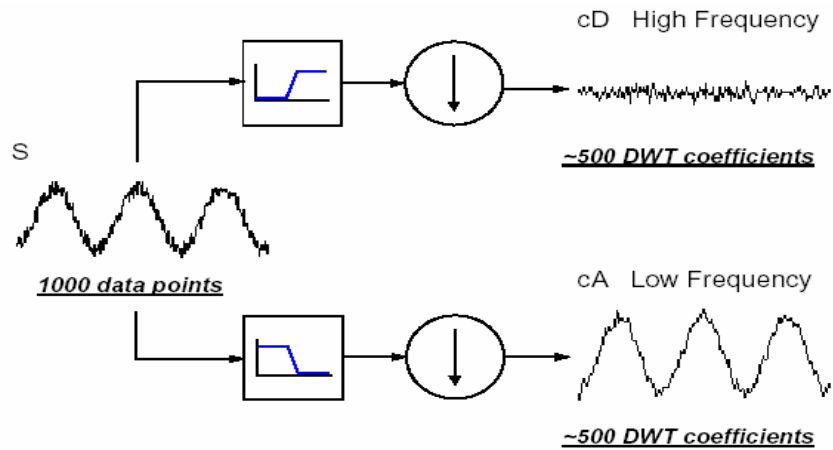 cD High Frequency
~500 DWT coefficients
S
1000 data points
cA Low Frequency
~500 DWT coefficients